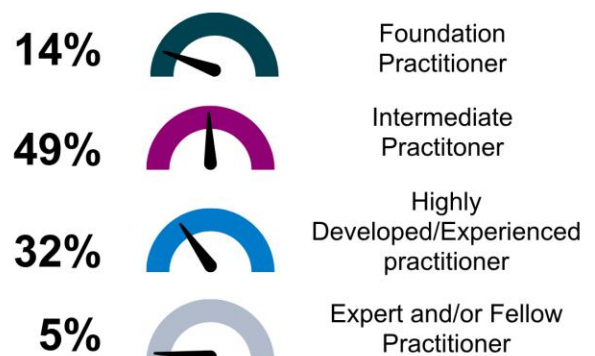 14%
Foundation
Practitioner
49%
Intermediate
Practitoner
32%
Highly
Developed/Experienced
practitioner
5%
Expert and/or Fellow
Practitioner